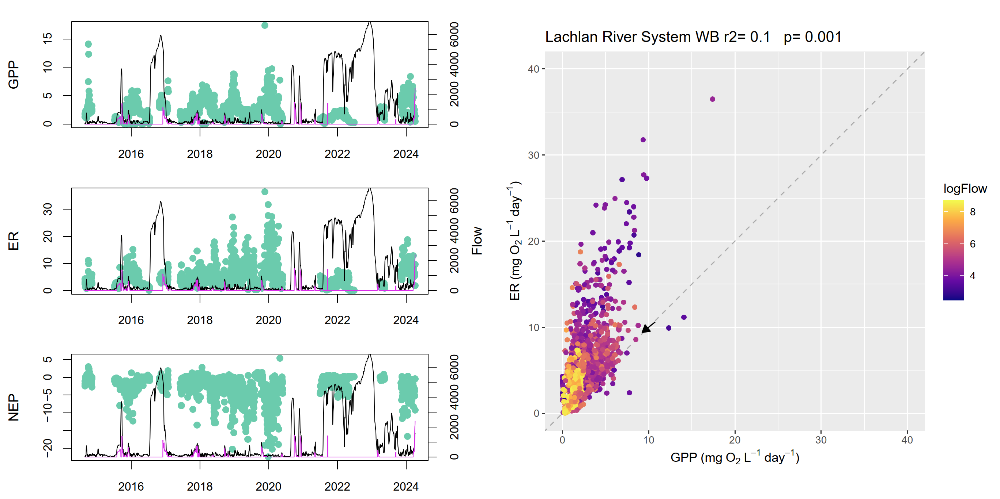 GPP
0 5 10 15
0 2000 4000 6000
2016 2018 2020 2022 2024
ER
0 10 20 30
0 2000 4000 6000
Flow
2016 2018 2020 2022 2024
NEP
−20 −10 −5 0 5
0 2000 4000 6000
2016 2018 2020 2022 2024
Lachlan River System WB r2= 0.1 p= 0.001
ER (mg O₂ L⁻¹ day⁻¹)
40
30
20
10
0
0 10 20 30 40
GPP (mg O₂ L⁻¹ day⁻¹)
logFlow
8
6
4